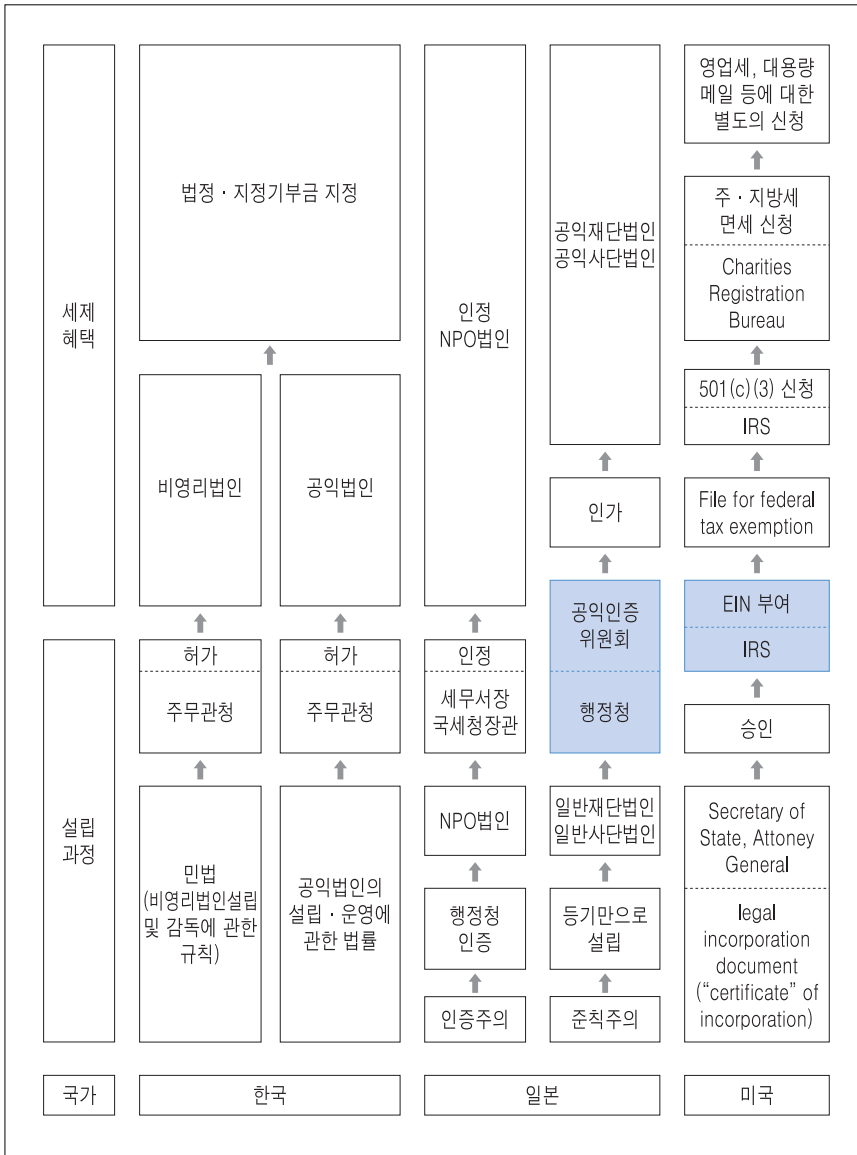 세제
혜택
법정 · 지정기부금 지정
비영리법인
공익법인
인정
NPO법인
공익재단법인
공익사단법인
인가
영업세, 대용량
메일 등에 대한
별도의 신청
주 · 지방세
면세 신청
Charities
Registration
Bureau
501(c)(3) 신청
IRS
File for federal
tax exemption
공익인증
위원회
행정청
EIN 부여
IRS
설립
과정
허가
주무관청
허가
주무관청
인정
세무서장
국세청장관
승인
민법
(비영리법인설립
및 감독에 관한
규칙)
공익법인의
설립 · 운영에
관한 법률
NPO법인
행정청
인증
인증주의
일반재단법인
일반사단법인
등기만으로
설립
준칙주의
Secretary of
State, Attoney
General
legal
incorporation
document
("certificate" of
incorporation)
국가
한국
일본
미국